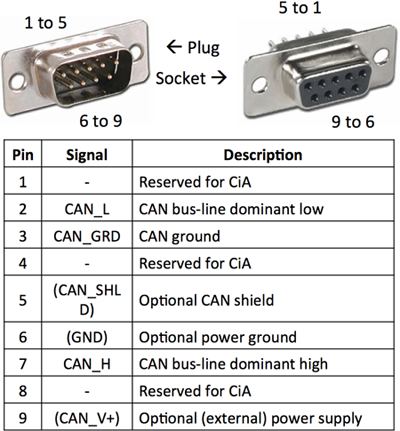 1 to 5
5 to 1
← Plug
Socket →
6 to 9
9 to 6
Pin Signal Description
1 - Reserved for CiA
2 CAN_L CAN bus-line dominant low
3 CAN_GRD CAN ground
4 - Reserved for CiA
5 (CAN_SHL
D) Optional CAN shield
6 (GND) Optional power ground
7 CAN_H CAN bus-line dominant high
8 - Reserved for CiA
9 (CAN_V+) Optional (external) power supply